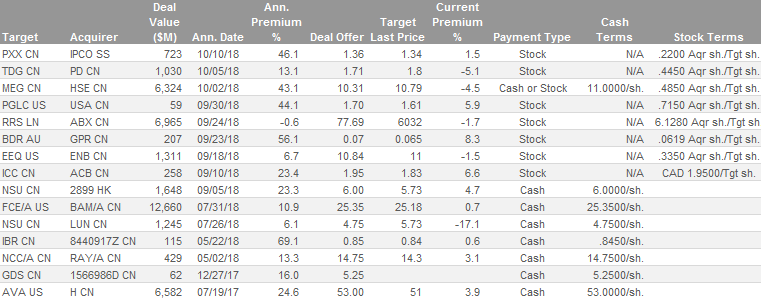 Deal Ann. Current
Value Premium Target Premium Cash
Target Acquirer ($M) Ann. Date % Deal Offer Last Price % Payment Type Terms Stock Terms
PXX CN IPCO SS 723 10/10/18 46.1 1.36 1.34 1.5 Stock N/A .2200 Aqr sh./Tgt sh.
TDG CN PD CN 1,030 10/05/18 13.1 1.71 1.8 -5.1 Stock N/A .4450 Aqr sh./Tgt sh.
MEG CN HSE CN 6,324 10/02/18 43.1 10.31 10.79 -4.5 Cash or Stock 11.0000/sh. .4850 Aqr sh./Tgt sh.
PGLC US USA CN 59 09/30/18 44.1 1.70 1.61 5.9 Stock N/A .7150 Aqr sh./Tgt sh.
RRS LN ABX CN 6,965 09/24/18 -0.6 77.69 6032 -1.7 Stock N/A 6.1280 Aqr sh./Tgt sh.
BDR AU GPR CN 207 09/23/18 56.1 0.07 0.065 8.3 Stock N/A .0619 Aqr sh./Tgt sh.
EEQ US ENB CN 1,311 09/18/18 6.7 10.84 11 -1.5 Stock N/A .3350 Aqr sh./Tgt sh.
ICC CN ACB CN 258 09/10/18 23.4 1.95 1.83 6.6 Stock N/A CAD 1.9500/Tgt sh.
NSU CN 2899 HK 1,648 09/05/18 23.3 6.00 5.73 4.7 Cash 6.0000/sh.
FCE/A US BAM/A CN 12,660 07/31/18 10.9 25.35 25.18 0.7 Cash 25.3500/sh.
NSU CN LUN CN 1,245 07/26/18 6.1 4.75 5.73 -17.1 Cash 4.7500/sh.
IBR CN 8440917Z CN 115 05/22/18 69.1 0.85 0.84 0.6 Cash .8450/sh.
NCC/A CN RAY/A CN 429 05/02/18 13.3 14.75 14.3 3.1 Cash 14.7500/sh.
GDS CN 1566986D CN 62 12/27/17 16.0 5.25 Cash 5.2500/sh.
AVA US H CN 6,582 07/19/17 24.6 53.00 51 3.9 Cash 53.0000/sh.